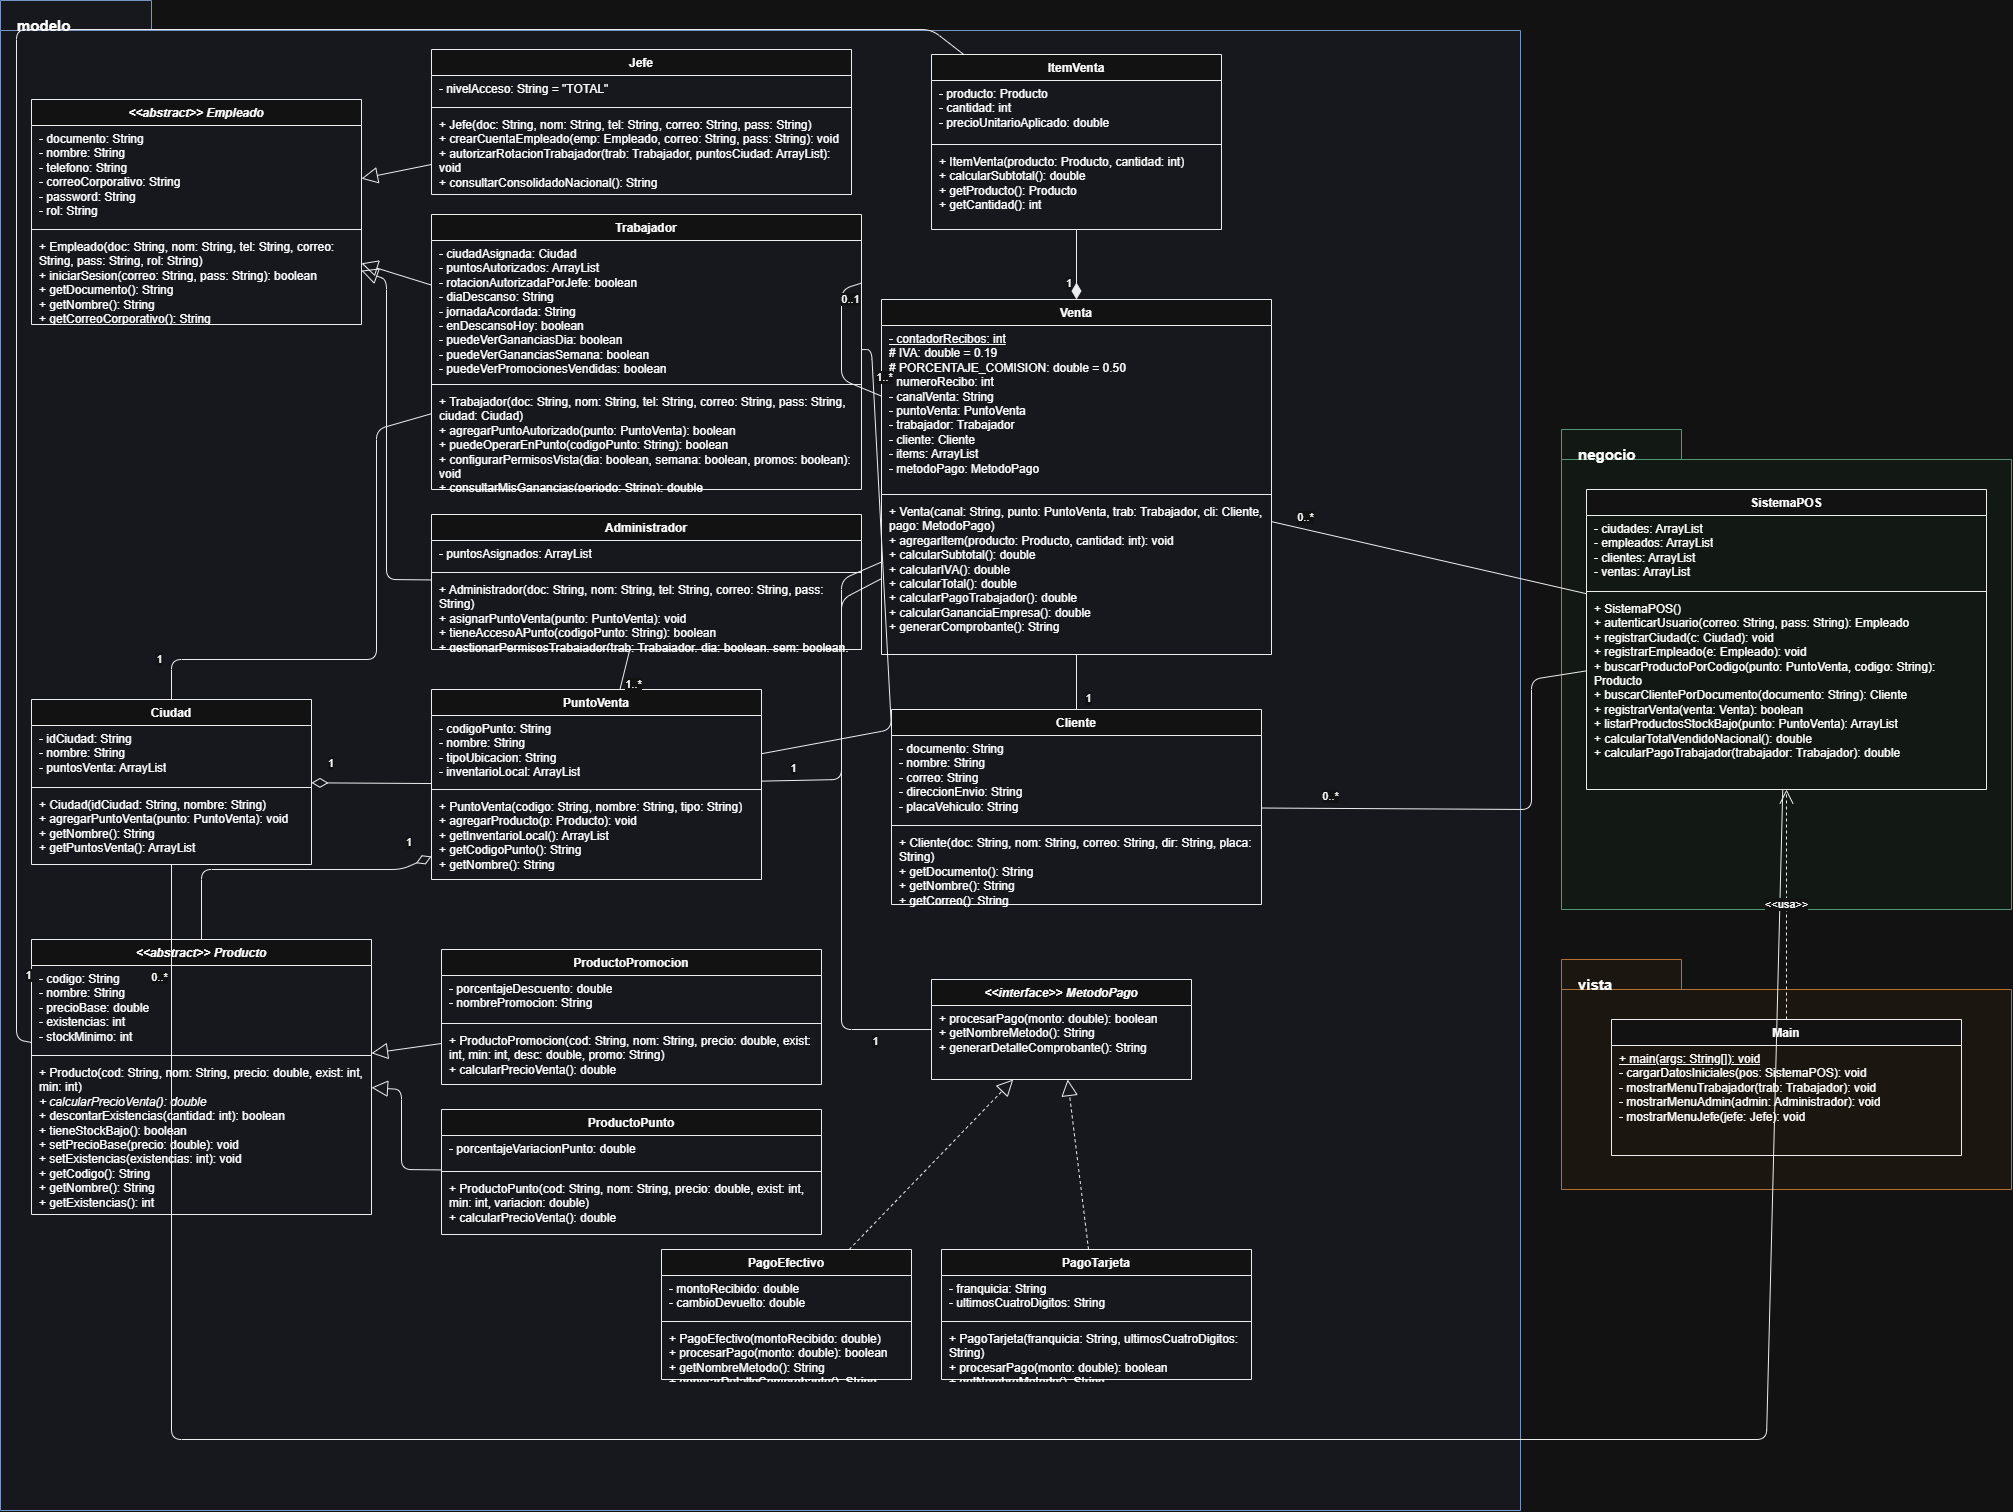 modelo
Jefe
- nivelAcceso: String = "TOTAL"
+ Jefe(doc: String, nom: String, tel: String, correo: String, pass: String)
+ crearCuentaEmpleado(emp: Empleado, correo: String, pass: String): void
+ autorizarRotacionTrabajador(trab: Trabajador, puntosCiudad: ArrayList):
void
+ consultarConsolidadoNacional(): String
ItemVenta
- producto: Producto
- cantidad: int
- precioUnitarioAplicado: double
+ ItemVenta(producto: Producto, cantidad: int)
+ calcularSubtotal(): double
+ getProducto(): Producto
+ getCantidad(): int
<<abstract>> Empleado
- documento: String
- nombre: String
- telefono: String
- correoCorporativo: String
- password: String
- rol: String
+ Empleado(doc: String, nom: String, tel: String, correo:
String, pass: String, rol: String)
+ iniciarSesion(correo: String, pass: String): boolean
+ getDocumento(): String
+ getNombre(): String
+ getCorreoCorporativo(): String
Trabajador
- ciudadAsignada: Ciudad
- puntosAutorizados: ArrayList
- rotacionAutorizadaPorJefe: boolean
- diaDescanso: String
- jornadaAcordada: String
- enDescansoHoy: boolean
- puedeVerGananciasDia: boolean
- puedeVerGananciasSemana: boolean
- puedeVerPromocionesVendidas: boolean
+ Trabajador(doc: String, nom: String, tel: String, correo: String, pass: String,
ciudad: Ciudad)
+ agregarPuntoAutorizado(punto: PuntoVenta): boolean
+ puedeOperarEnPunto(codigoPunto: String): boolean
+ configurarPermisosVista(dia: boolean, semana: boolean, promos: boolean):
void
+ consultarMisGanancias(periodo: String): double
0..1
1
1..*
Venta
- contadorRecibos: int
# IVA: double = 0.19
# PORCENTAJE_COMISION: double = 0.50
numeroRecibo: int
- canalVenta: String
- puntoVenta: PuntoVenta
- trabajador: Trabajador
- cliente: Cliente
- items: ArrayList
- metodoPago: MetodoPago
+ Venta(canal: String, punto: PuntoVenta, trab: Trabajador, cli: Cliente,
pago: MetodoPago)
+ agregarItem(producto: Producto, cantidad: int): void
+ calcularSubtotal(): double
+ calcularIVA(): double
+ calcularTotal(): double
+ calcularPagoTrabajador(): double
+ calcularGananciaEmpresa(): double
+ generarComprobante(): String
Administrador
- puntosAsignados: ArrayList
+ Administrador(doc: String, nom: String, tel: String, correo: String, pass:
String)
+ asignarPuntoVenta(punto: PuntoVenta): void
+ tieneAccesoAPunto(codigoPunto: String): boolean
+ gestionarPermisosTrabajador(trab: Trabajador, dia: boolean, sem: boolean,
0..*
negocio
SistemaPOS
- ciudades: ArrayList
- empleados: ArrayList
- clientes: ArrayList
- ventas: ArrayList
+ SistemaPOS()
+ autenticarUsuario(correo: String, pass: String): Empleado
+ registrarCiudad(c: Ciudad): void
+ registrarEmpleado(e: Empleado): void
+ buscarProductoPorCodigo(punto: PuntoVenta, codigo: String):
Producto
+ buscarClientePorDocumento(documento: String): Cliente
+ registrarVenta(venta: Venta): boolean
+ listarProductosStockBajo(punto: PuntoVenta): ArrayList
+ calcularTotalVendidoNacional(): double
+ calcularPagoTrabajador(trabajador: Trabajador): double
1
1..*
1
Ciudad
- idCiudad: String
- nombre: String
- puntosVenta: ArrayList
+ Ciudad(idCiudad: String, nombre: String)
+ agregarPuntoVenta(punto: PuntoVenta): void
+ getNombre(): String
+ getPuntosVenta(): ArrayList
1
1
PuntoVenta
- codigoPunto: String
- nombre: String
- tipoUbicacion: String
- inventarioLocal: ArrayList
+ PuntoVenta(codigo: String, nombre: String, tipo: String)
+ agregarProducto(p: Producto): void
+ getInventarioLocal(): ArrayList
+ getCodigoPunto(): String
+ getNombre(): String
1
Cliente
- documento: String
- nombre: String
- correo: String
- direccionEnvio: String
- placaVehiculo: String
+ Cliente(doc: String, nom: String, correo: String, dir: String, placa:
String)
+ getDocumento(): String
+ getNombre(): String
+ getCorreo(): String
0..*
<<usa>>
<<abstract>> Producto
1
0..*
- codigo: String
- nombre: String
- precioBase: double
- existencias: int
- stockMinimo: int
+ Producto(cod: String, nom: String, precio: double, exist: int,
min: int)
+ calcularPrecioVenta(): double
+ descontarExistencias(cantidad: int): boolean
+ tieneStockBajo(): boolean
+ setPrecioBase(precio: double): void
+ setExistencias(existencias: int): void
+ getCodigo(): String
+ getNombre(): String
+ getExistencias(): int
ProductoPromocion
- porcentajeDescuento: double
- nombrePromocion: String
+ ProductoPromocion(cod: String, nom: String, precio: double, exist:
int, min: int, desc: double, promo: String)
+ calcularPrecioVenta(): double
ProductoPunto
- porcentajeVariacionPunto: double
+ ProductoPunto(cod: String, nom: String, precio: double, exist: int,
min: int, variacion: double)
+ calcularPrecioVenta(): double
<<interface>> MetodoPago
+ procesarPago(monto: double): boolean
+ getNombreMetodo(): String
+ generarDetalleComprobante(): String
1
vista
Main
+ main(args: String[]): void
- cargarDatosIniciales(pos: SistemaPOS): void
- mostrarMenuTrabajador(trab: Trabajador): void
- mostrarMenuAdmin(admin: Administrador): void
- mostrarMenuJefe(jefe: Jefe): void
PagoEfectivo
- montoRecibido: double
- cambioDevuelto: double
+ PagoEfectivo(montoRecibido: double)
+ procesarPago(monto: double): boolean
+ getNombreMetodo(): String
+ generarDetalleComprobante(): String
PagoTarjeta
- franquicia: String
- ultimosCuatroDigitos: String
+ PagoTarjeta(franquicia: String, ultimosCuatroDigitos:
String)
+ procesarPago(monto: double): boolean
+ getNombreMetodo(): String